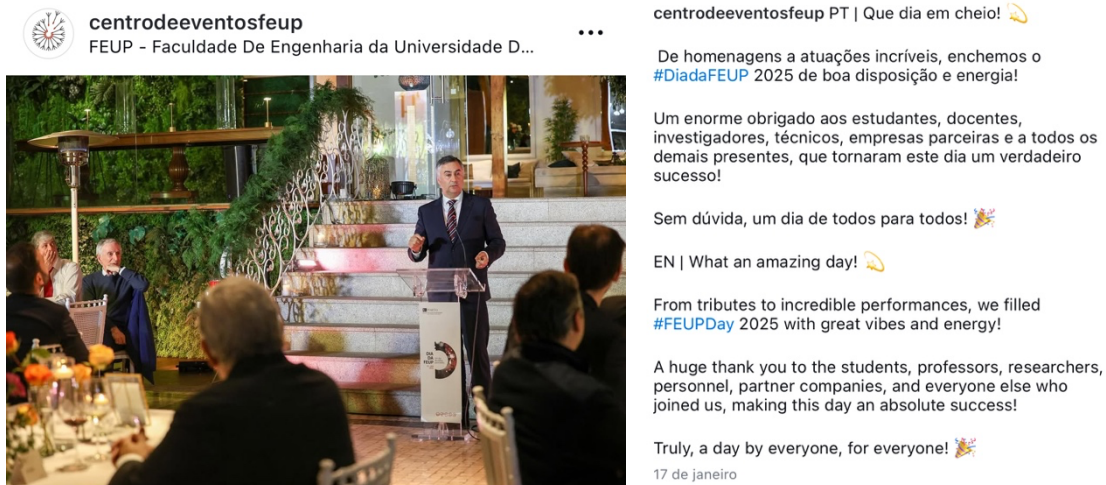 centrodeeventosfeup
FEUP - Faculdade De Engenharia da Universidade D...
DIA
DA
FEUP
centrodeeventosfeup PT | Que dia em cheio! 💫
De homenagens a atuações incríveis, enchemos o
#DiadaFEUP 2025 de boa disposição e energia!
Um enorme obrigado aos estudantes, docentes,
investigadores, técnicos, empresas parceiras e a todos os
demais presentes, que tornaram este dia um verdadeiro
sucesso!
Sem dúvida, um dia de todos para todos! 🎉
EN | What an amazing day! 💫
From tributes to incredible performances, we filled
#FEUPDay 2025 with great vibes and energy!
A huge thank you to the students, professors, researchers,
personnel, partner companies, and everyone else who
joined us, making this day an absolute success!
Truly, a day by everyone, for everyone! 🎉
17 de janeiro